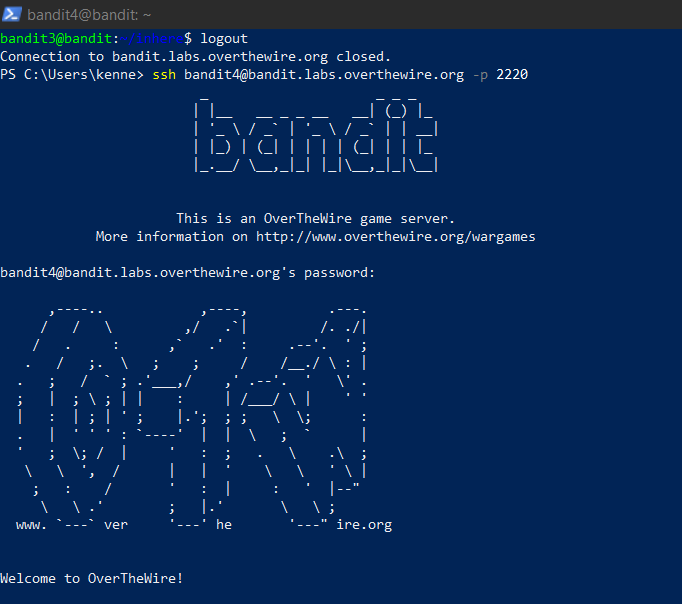 bandit4@bandit: ~
bandit3@bandit:~/inhere$ logout
Connection to bandit.labs.overthewire.org closed.
PS C:\Users\kenne> ssh bandit4@bandit.labs.overthewire.org -p 2220
bandit
This is an OverTheWire game server.
More information on http://www.overthewire.org/wargames
bandit4@bandit.labs.overthewire.org's password:
www. ver he ire.org
Welcome to OverTheWire!